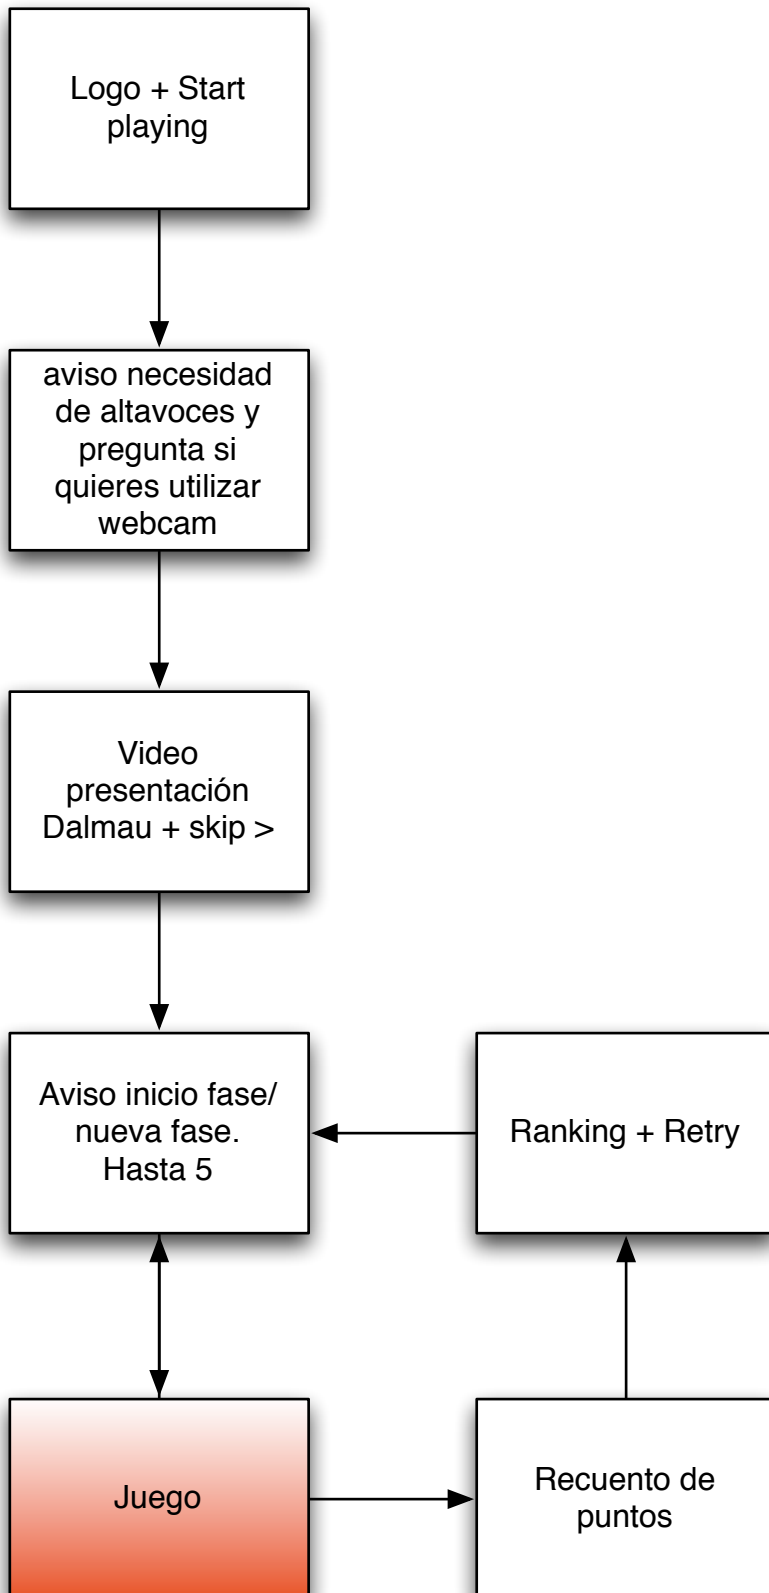 Logo + Start
playing
aviso necesidad
de altavoces y
pregunta si
quieres utilizar
webcam
Video
presentación
Dalmau + skip >
Aviso inicio fase/
nueva fase.
Hasta 5
Ranking + Retry
Juego
Recuento de
puntos